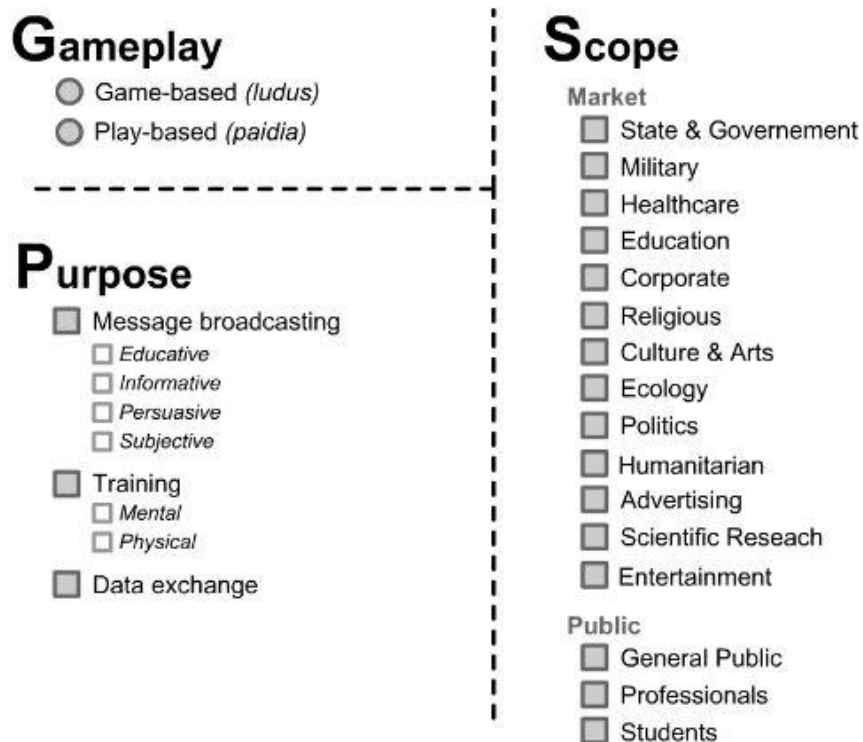 Gameplay
Game-based (ludus)
Play-based (paidia)
Purpose
Message broadcasting
Educative
Informative
Persuasive
Subjective
Training
Mental
Physical
Data exchange
Scope
Market
State & Governement
Military
Healthcare
Education
Corporate
Religious
Culture & Arts
Ecology
Politics
Humanitarian
Advertising
Scientific Reseach
Entertainment
Public
General Public
Professionals
Students